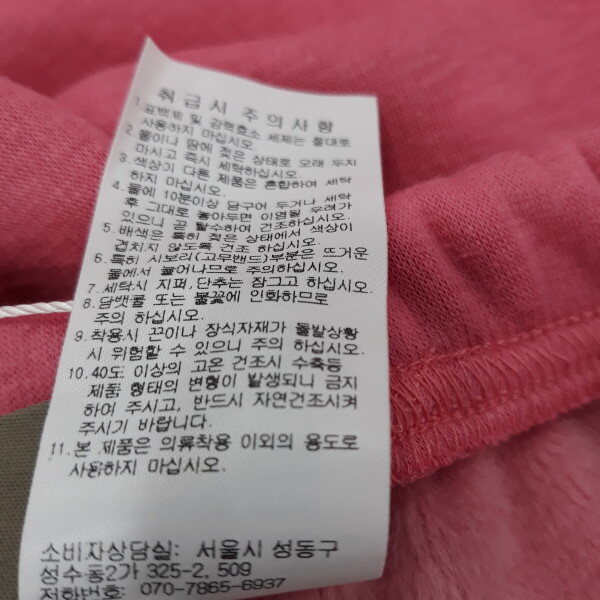 취급시 주의사항
1. 표백제 및 강력효소 세제는 절대로
사용하지 마십시오.
2. 물이나 땀에 젖은 상태로 오래 두지
마시고 즉시 세탁하십시오.
3. 색상이 다른 제품은 혼합하여 세탁
하지 마십시오.
4. 물에 10분이상 담구어 두거나 세탁
후 그대로 놓아두면 이염될 우려가
있으니 곧 탈수하여 건조하십시오.
5. 배색은 특히 젖은 상태에서 색상이
겹치지 않도록 건조 하십시오
6. 특히 시보리(고무밴드)부분은 뜨거운
물에서 늘어나므로 주의하십시오.
7. 세탁시 지퍼,단추는 잠그고 하십시오
8. 담뱃불 또는 불꽃에 인화하므로
주의 하십시오.
9. 착용시 끈이나 장식자재가 돌발상황
시 위험할 수 있으니 주의 하십시오.
10.40도 이상의 고온 건조시 수축등
제품 형태의 변형이 발생되니 금지
하여 주시고, 반드시 자연건조시켜
주시기 바랍니다.
11. 본 제품은 의류착용 이외의 용도로
사용하지 마십시오.
소비자상담실: 서울시 성동구
성수동2가 325-2, 509
전화번호: 070-7865-6937